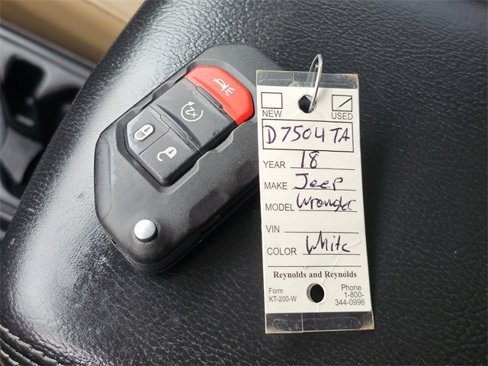 NEW USED
D7504TA
YEAR 18
MAKE Jeep
MODEL Wrangler
VIN
COLOR White
Reynolds and Reynolds
Form
KT-200-W
Phone
1-800-
344-0996